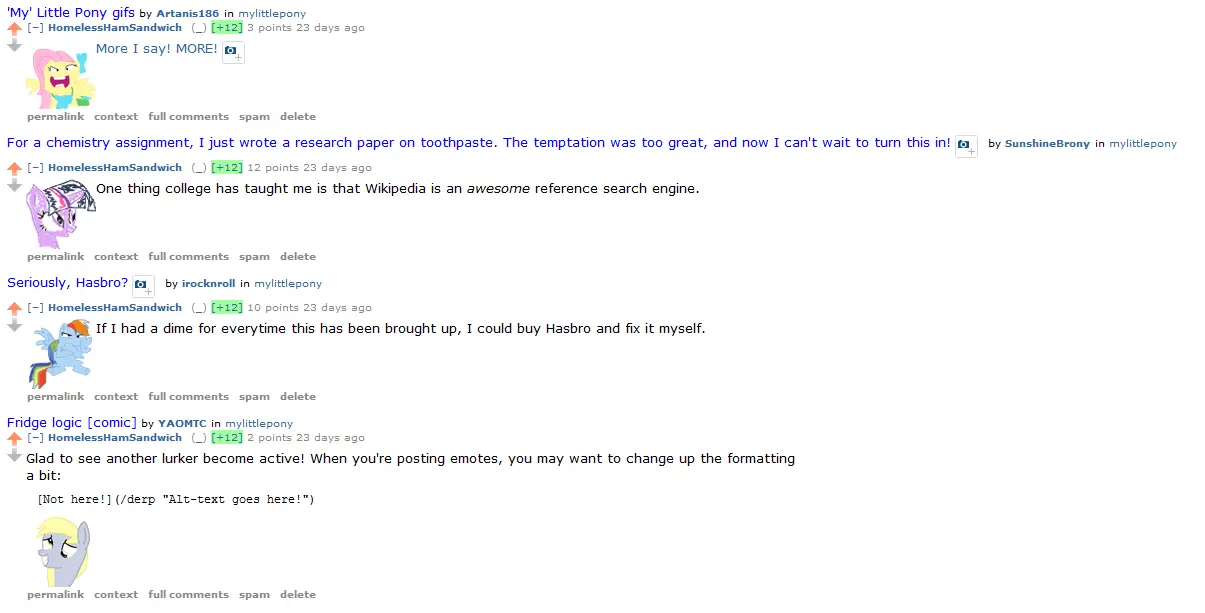 'My' Little Pony gifs by Artanis186 in mylittlepony
[−] HomelessHamSandwich (_) [+12] 3 points 23 days ago
More I say! MORE!
permalink context full comments spam delete
For a chemistry assignment, I just wrote a research paper on toothpaste. The temptation was too great, and now I can't wait to turn this in! by SunshineBrony in mylittlepony
[−] HomelessHamSandwich (_) [+12] 12 points 23 days ago
One thing college has taught me is that Wikipedia is an awesome reference search engine.
permalink context full comments spam delete
Seriously, Hasbro? by irocknroll in mylittlepony
[−] HomelessHamSandwich (_) [+12] 10 points 23 days ago
If I had a dime for everytime this has been brought up, I could buy Hasbro and fix it myself.
permalink context full comments spam delete
Fridge logic [comic] by YAOMTC in mylittlepony
[−] HomelessHamSandwich (_) [+12] 2 points 23 days ago
Glad to see another lurker become active! When you're posting emotes, you may want to change up the formatting
a bit:
[Not here!](/derp "Alt-text goes here!")
permalink context full comments spam delete